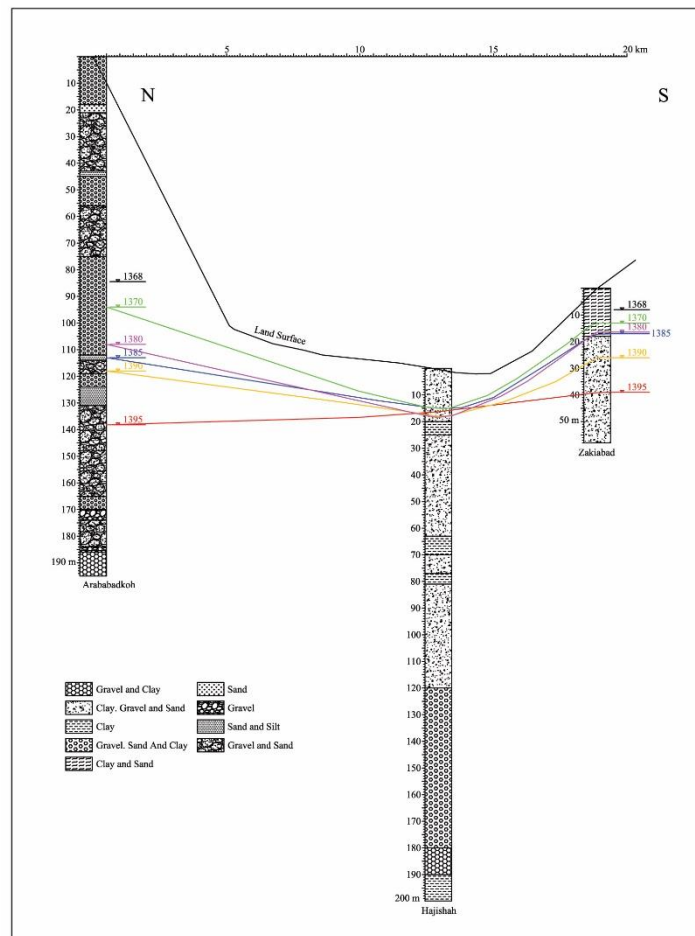 5 10 15 20 km
N S
10
20
30
40
50
60
70
80
90
100
110
120
130
140
150
160
170
180
190 m
Arababadkoh
1368
1370
1380
1385
1390
1395
Land Surface
10
20
30
40
50
60
70
80
90
100
110
120
130
140
150
160
170
180
190
200 m
Hajishah
10
20
30
40
50 m
Zakiabad
1368
1370
1380
1385
1390
1395
Gravel and Clay
Clay. Gravel and Sand
Clay
Gravel. Sand And Clay
Clay and Sand
Sand
Gravel
Sand and Silt
Gravel and Sand